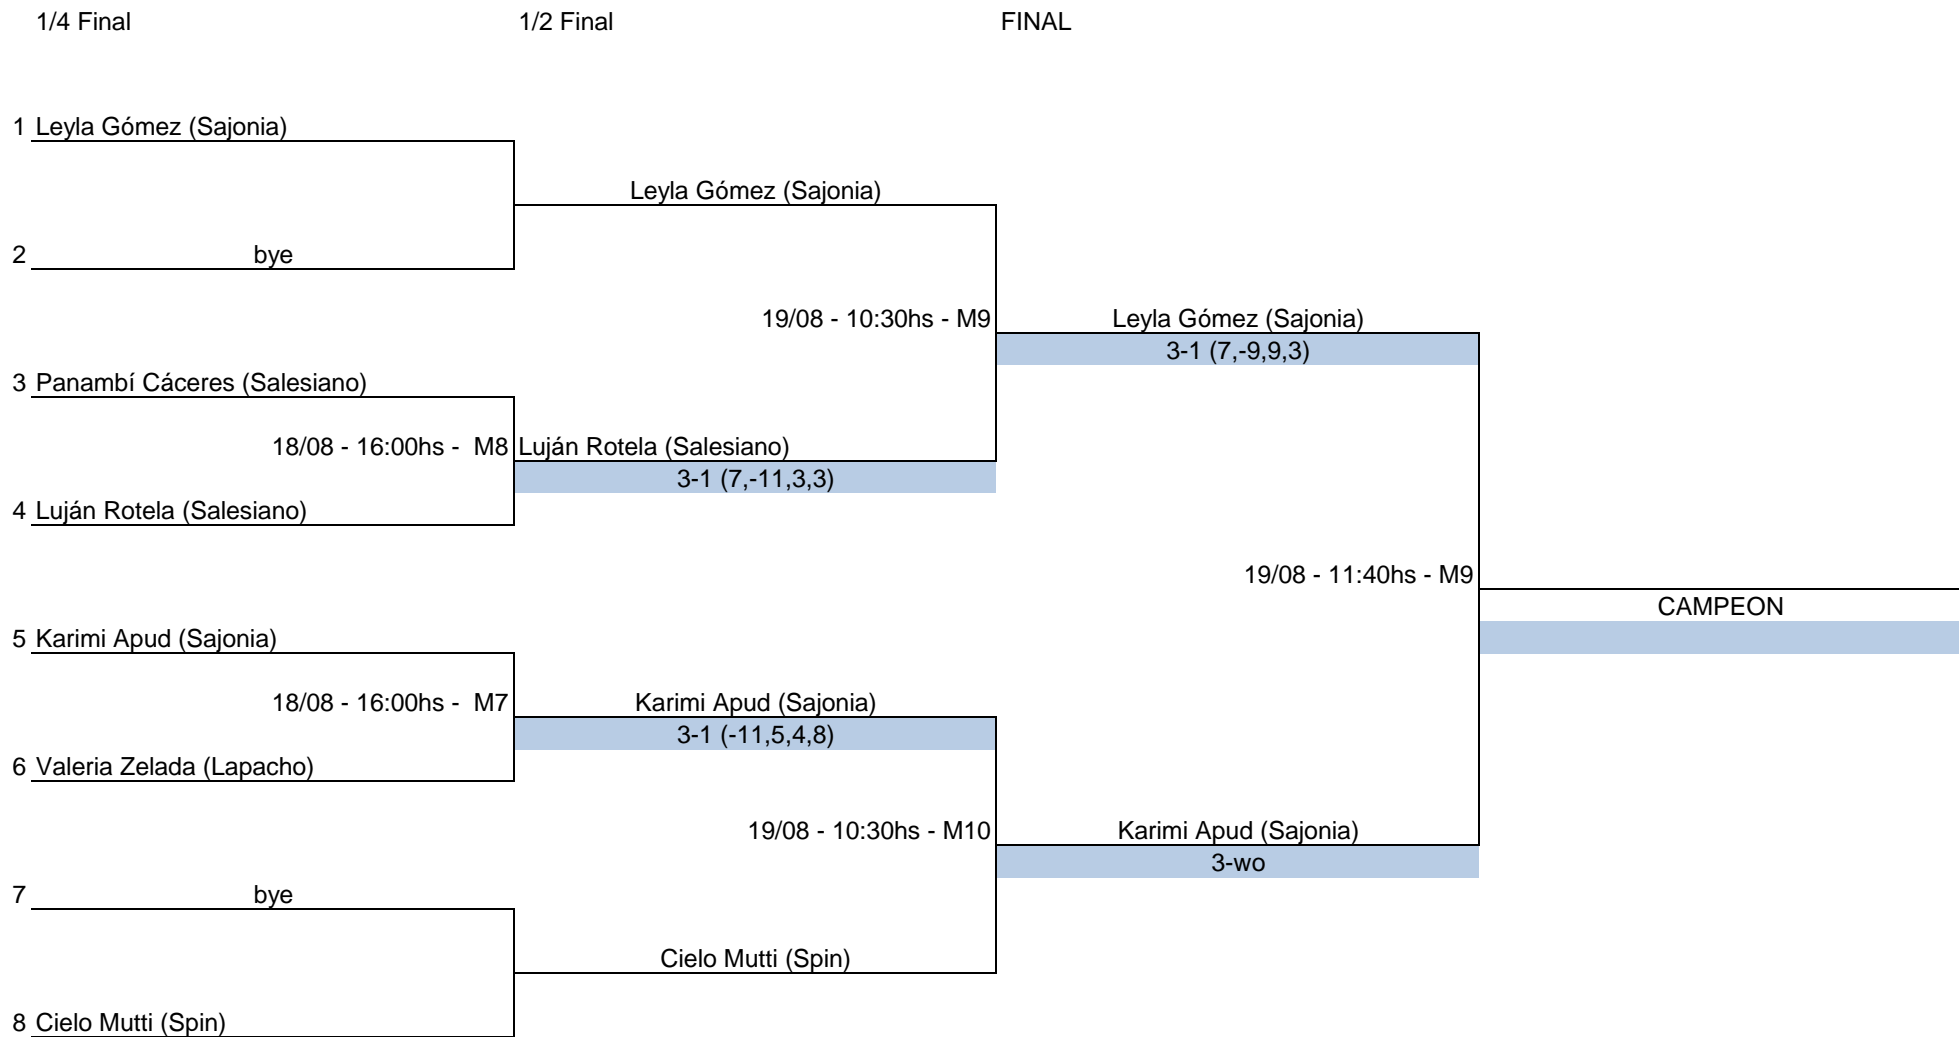 1/4 Final 1/2 Final FINAL
1 Leyla Gómez (Sajonia)
Leyla Gómez (Sajonia)
2 bye
19/08 - 10:30hs - M9 Leyla Gómez (Sajonia)
3-1 (7,-9,9,3)
3 Panambí Cáceres (Salesiano)
18/08 - 16:00hs -  M8 Luján Rotela (Salesiano)
3-1 (7,-11,3,3)
4 Luján Rotela (Salesiano)
19/08 - 11:40hs - M9
CAMPEON
5 Karimi Apud (Sajonia)
18/08 - 16:00hs -  M7 Karimi Apud (Sajonia)
3-1 (-11,5,4,8)
6 Valeria Zelada (Lapacho)
19/08 - 10:30hs - M10 Karimi Apud (Sajonia)
3-wo
7 bye
Cielo Mutti (Spin)
8 Cielo Mutti (Spin)